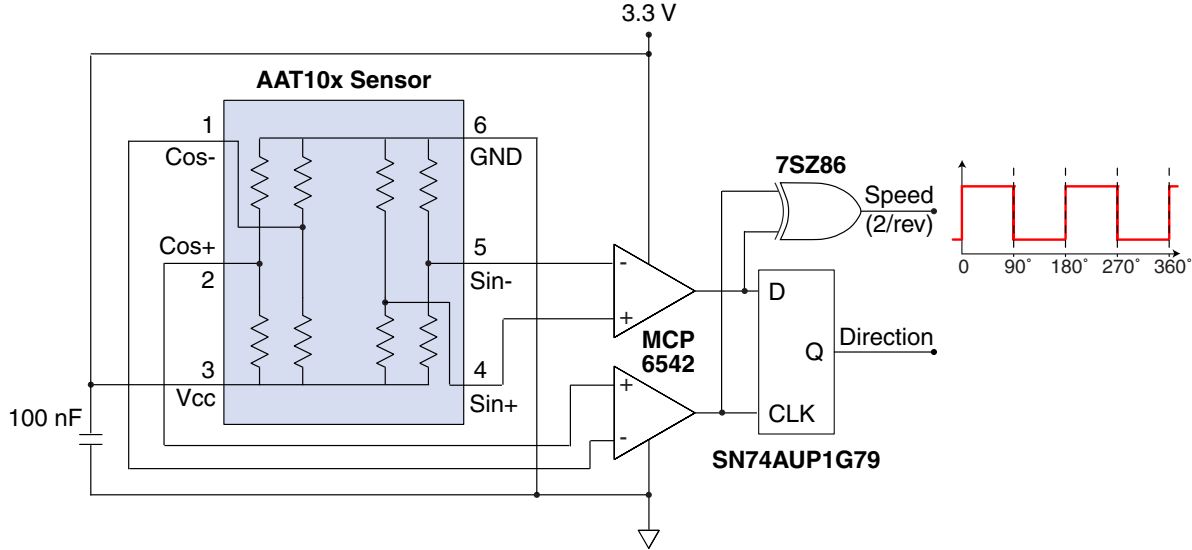 3.3 V
AAT10x Sensor
1
Cos-
6
GND
Cos+
2
5
Sin-
3
Vcc
4
Sin+
100 nF
-
+
MCP
6542
+
-
7SZ86
Speed
(2/rev)
0 90° 180° 270° 360°
D
Q
CLK
Direction
SN74AUP1G79